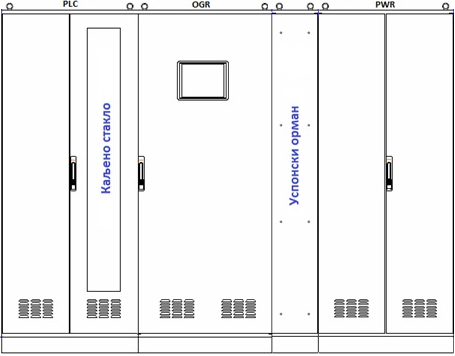 PLC
OGR
PWR
Каљено стакло
Успонски орман